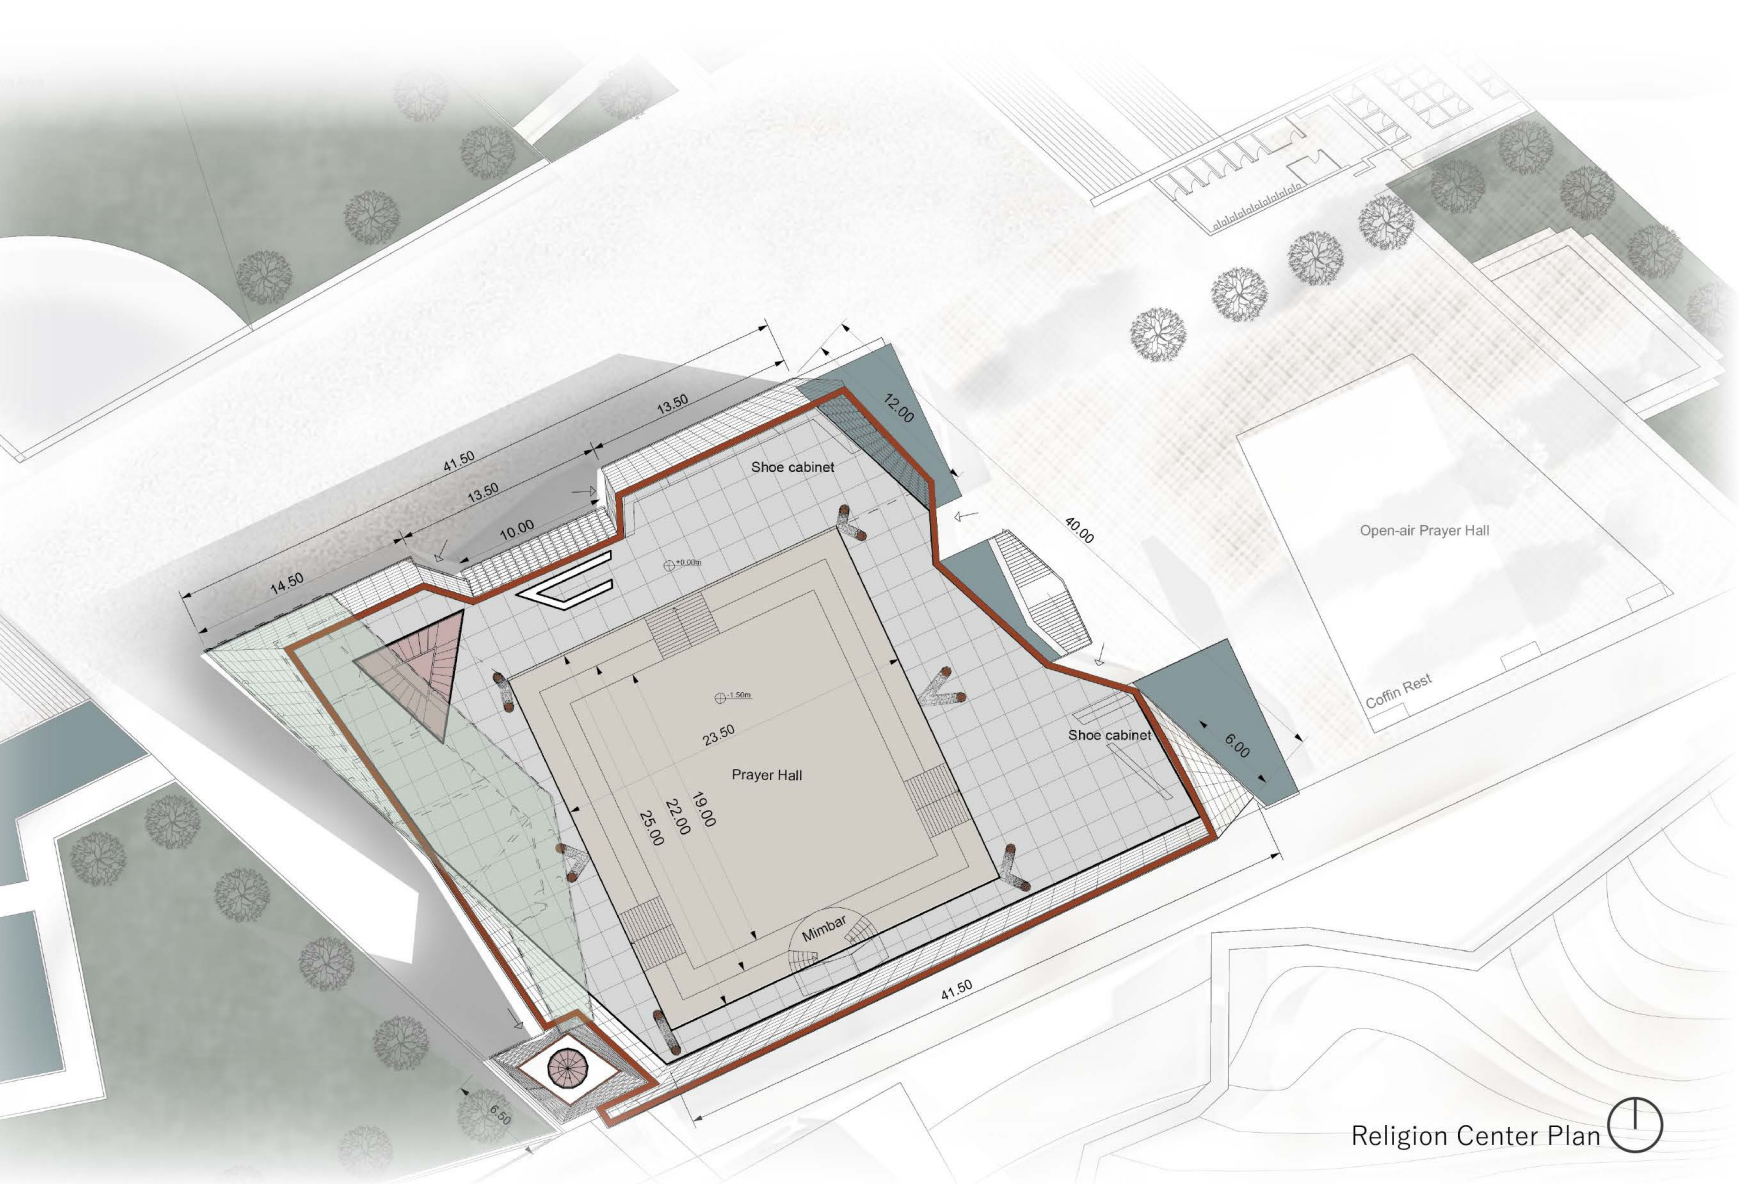 12.00
13.50
41.50
Shoe cabinet
13.50
10.00
40.00
Open-air Prayer Hall
+0.00m
14.50
Coffin Rest
-1.50m
23.50
Shoe cabinet
6.00
Prayer Hall
19.00
22.00
25.00
Mimbar
41.50
6.50
Religion Center Plan